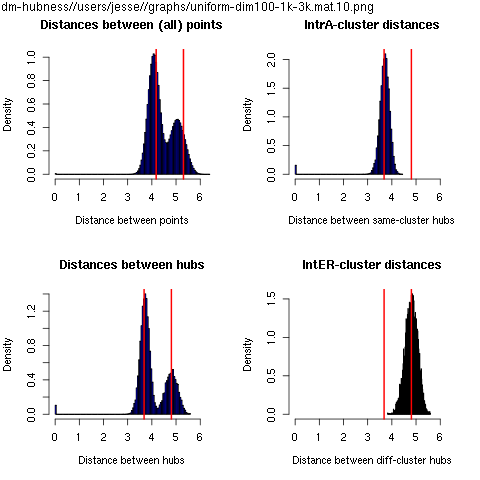 dm-hubness//users/jesse//graphs/uniform-dim100-1k-3k.mat.10.png
Distances between (all) points
Density
0.0 0.2 0.4 0.6 0.8 1.0
0 1 2 3 4 5 6
Distance between points
IntrA-cluster distances
Density
0.0 0.5 1.0 1.5 2.0
0 1 2 3 4 5 6
Distance between same-cluster hubs
Distances between hubs
Density
0.0 0.4 0.8 1.2
0 1 2 3 4 5 6
Distance between hubs
IntER-cluster distances
Density
0.0 0.5 1.0 1.5
0 1 2 3 4 5 6
Distance between diff-cluster hubs